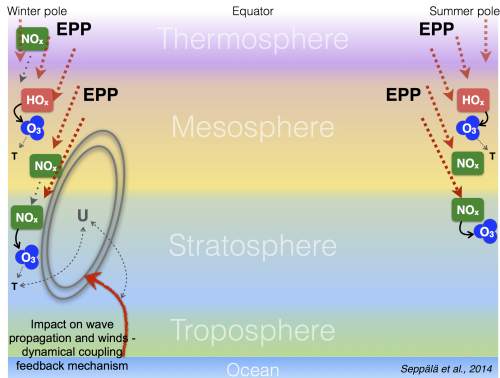 Winter pole
Equator
Summer pole
NOx
EPP
Thermosphere
HOx
O3
T
EPP
Mesosphere
EPP
HOx
O3
T
NOx
NOx
NOx
NOx
U
Stratosphere
O3
O3
T
Impact on wave
propagation and winds -
dynamical coupling
feedback mechanism
Troposphere
Ocean
Seppälä et al., 2014